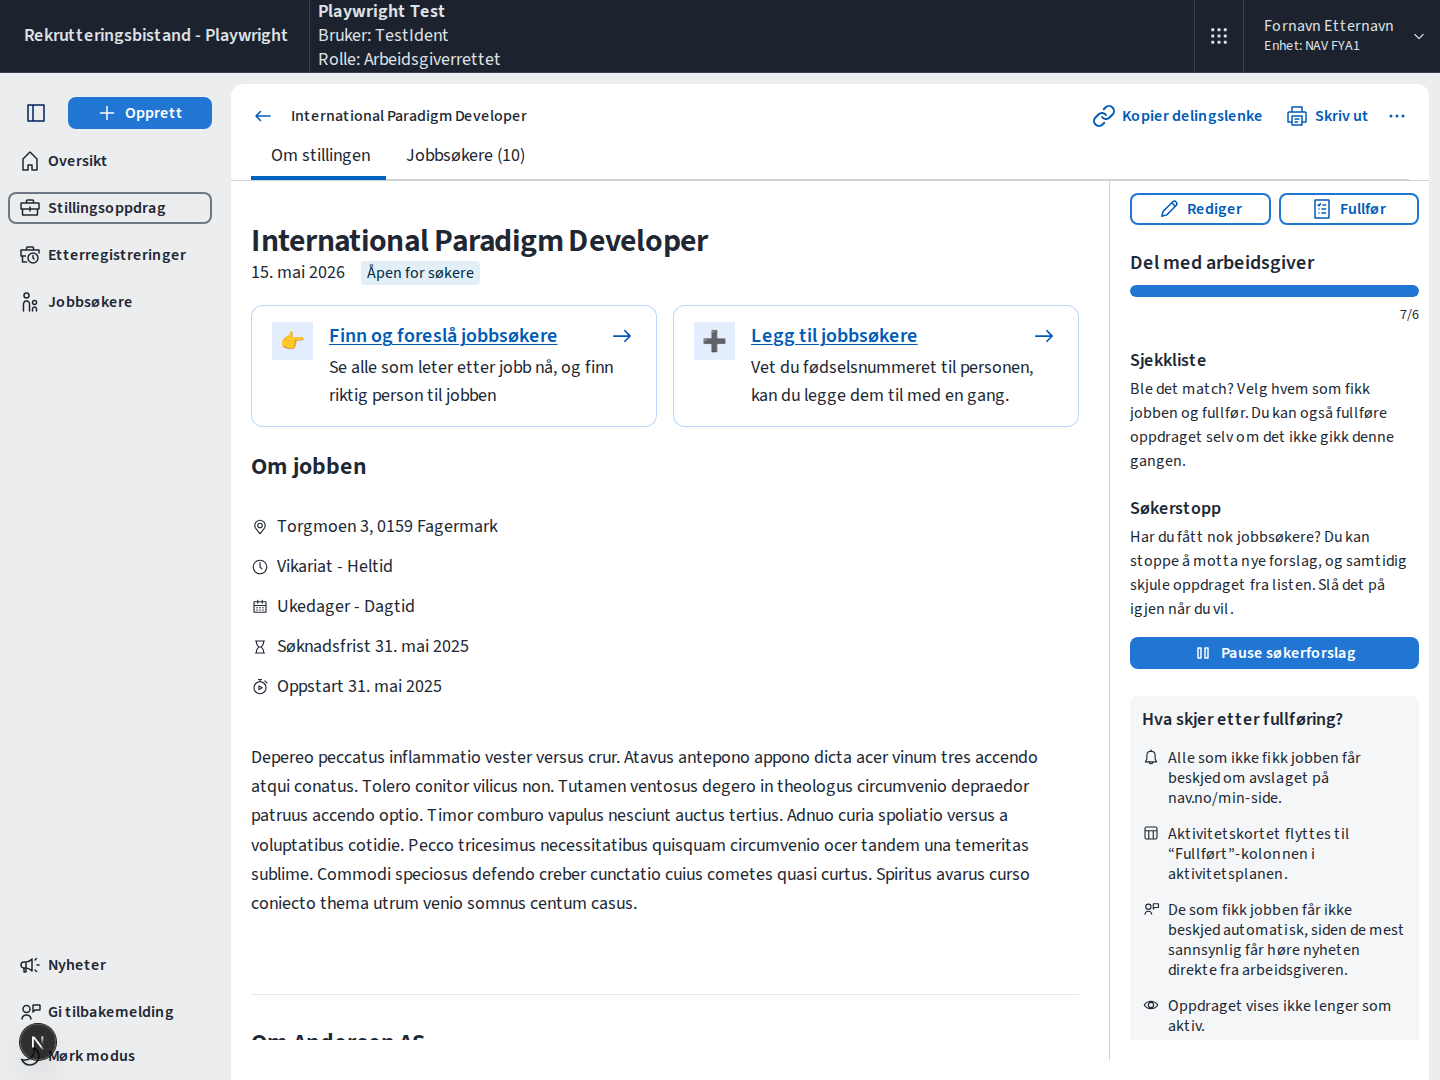 Rekrutteringsbistand - Playwright
Playwright Test
Bruker: TestIdent
Rolle: Arbeidsgiverrettet
Fornavn Etternavn
Enhet: NAV FYA1
Opprett
Oversikt
Stillingsoppdrag
Etterregistreringer
Jobbsøkere
Nyheter
Gi tilbakemelding
Mørk modus
N
International Paradigm Developer
Kopier delingslenke
Skriv ut
Om stillingen
Jobbsøkere (10)
International Paradigm Developer
15. mai 2026
Åpen for søkere
Finn og foreslå jobbsøkere
Se alle som leter etter jobb nå, og finn
riktig person til jobben
Legg til jobbsøkere
Vet du fødselsnummeret til personen,
kan du legge dem til med en gang.
Om jobben
Torgmoen 3, 0159 Fagermark
Vikariat - Heltid
Ukedager - Dagtid
Søknadsfrist 31. mai 2025
Oppstart 31. mai 2025
Depereo peccatus inflammatio vester versus crur. Atavus antepono appono dicta acer vinum tres accendo
atqui conatus. Tolero conitor vilicus non. Tutamen ventosus degero in theologus circumvenio depraedor
patruus accendo optio. Timor comburo vapulus nesciunt auctus tertius. Adnuo curia spoliatio versus a
voluptatibus cotidie. Pecco tricesimus necessitatibus quisquam circumvenio ocer tandem una temeritas
sublime. Commodi speciosus defendo creber cunctatio cuius cometes quasi curtus. Spiritus avarus curso
coniecto thema utrum venio somnus centum casus.
Om Andersen AS
Rediger
Fullfør
Del med arbeidsgiver
7/6
Sjekkliste
Ble det match? Velg hvem som fikk
jobben og fullfør. Du kan også fullføre
oppdraget selv om det ikke gikk denne
gangen.
Søkerstopp
Har du fått nok jobbsøkere? Du kan
stoppe å motta nye forslag, og samtidig
skjule oppdraget fra listen. Slå det på
igjen når du vil.
Pause søkerforslag
Hva skjer etter fullføring?
Alle som ikke fikk jobben får
beskjed om avslaget på
nav.no/min-side.
Aktivitetskortet flyttes til
“Fullført”-kolonnen i
aktivitetsplanen.
De som fikk jobben får ikke
beskjed automatisk, siden de mest
sannsynlig får høre nyheten
direkte fra arbeidsgiveren.
Oppdraget vises ikke lenger som
aktiv.